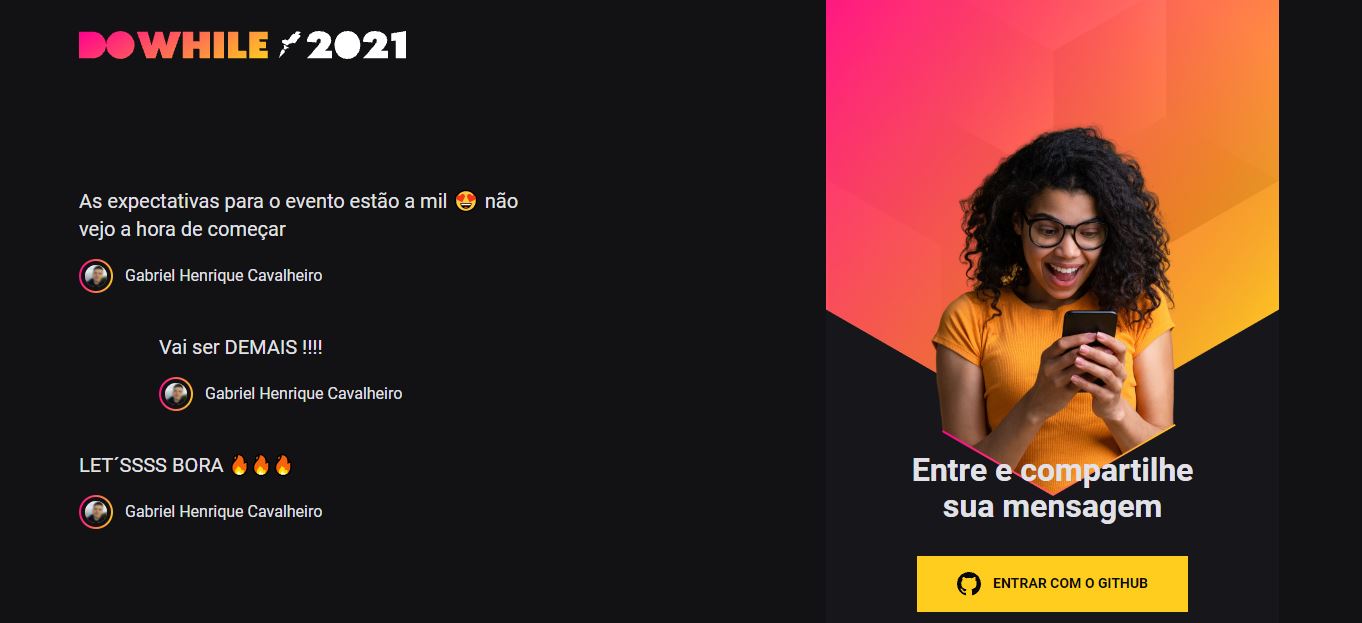 DOWHILE 2021
As expectativas para o evento estão a mil 🤩 não
vejo a hora de começar
Gabriel Henrique Cavalheiro
Vai ser DEMAIS !!!!
Gabriel Henrique Cavalheiro
LET´SSSS BORA 🔥🔥🔥
Gabriel Henrique Cavalheiro
Entre e compartilhe
sua mensagem
ENTRAR COM O GITHUB